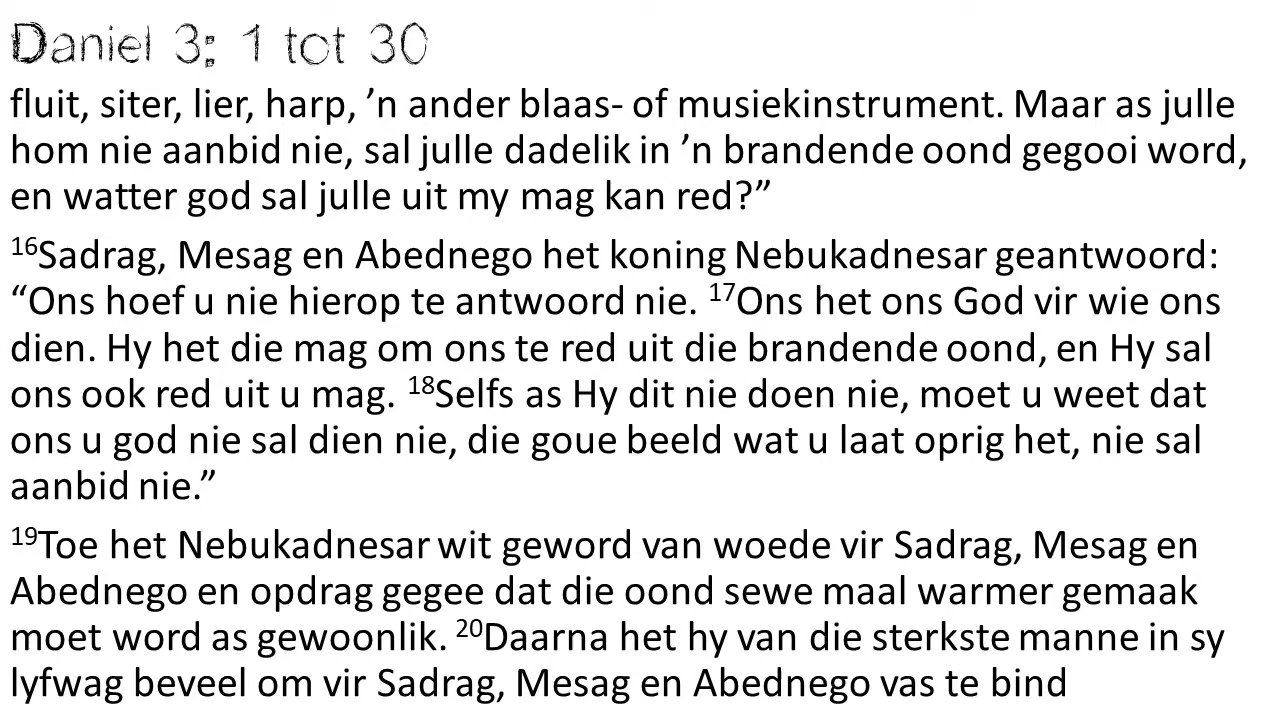 Daniel 3: 1 tot 30
fluit, siter, lier, harp, ’n ander blaas- of musiekinstrument. Maar as julle
hom nie aanbid nie, sal julle dadelik in ’n brandende oond gegooi word,
en watter god sal julle uit my mag kan red?”
16Sadrag, Mesag en Abednego het koning Nebukadnesar geantwoord:
“Ons hoef u nie hierop te antwoord nie. 17Ons het ons God vir wie ons
dien. Hy het die mag om ons te red uit die brandende oond, en Hy sal
ons ook red uit u mag. 18Selfs as Hy dit nie doen nie, moet u weet dat
ons u god nie sal dien nie, die goue beeld wat u laat oprig het, nie sal
aanbid nie.”
19Toe het Nebukadnesar wit geword van woede vir Sadrag, Mesag en
Abednego en opdrag gegee dat die oond sewe maal warmer gemaak
moet word as gewoonlik. 20Daarna het hy van die sterkste manne in sy
lyfwag beveel om vir Sadrag, Mesag en Abednego vas te bind